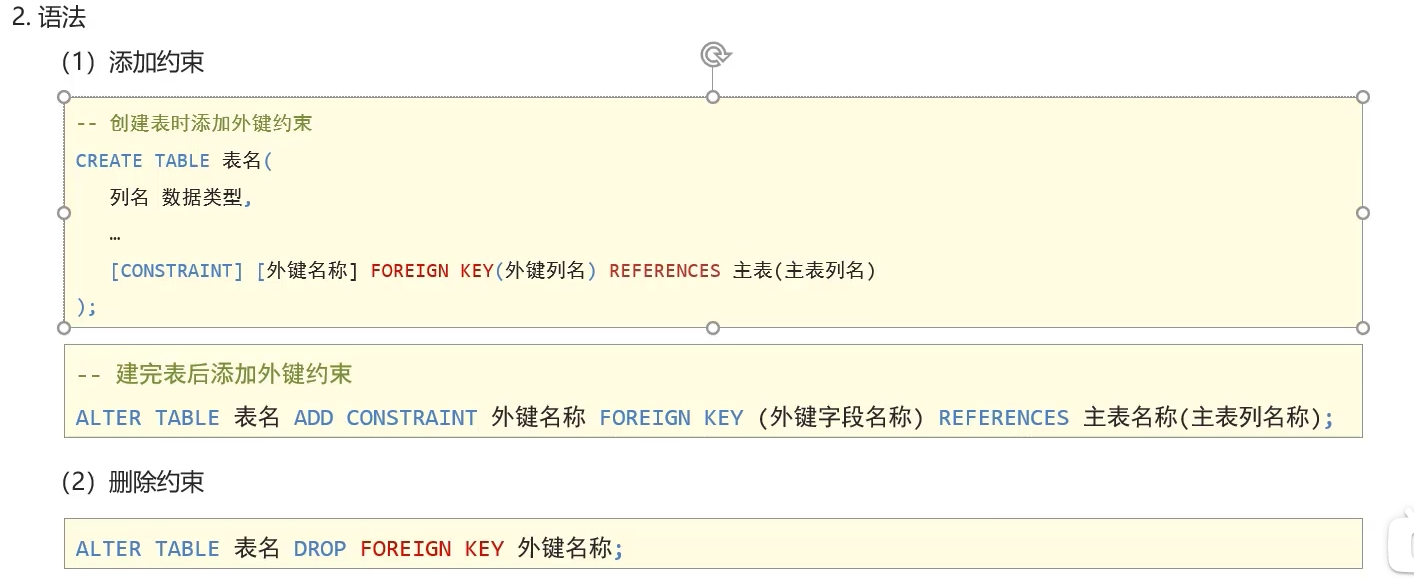 2. 语法
（1）添加约束
-- 创建表时添加外键约束
CREATE TABLE 表名(
列名 数据类型,
…
[CONSTRAINT] [外键名称] FOREIGN KEY(外键列名) REFERENCES 主表(主表列名)
);
-- 建完表后添加外键约束
ALTER TABLE 表名 ADD CONSTRAINT 外键名称 FOREIGN KEY (外键字段名称) REFERENCES 主表名称(主表列名称);
（2）删除约束
ALTER TABLE 表名 DROP FOREIGN KEY 外键名称;